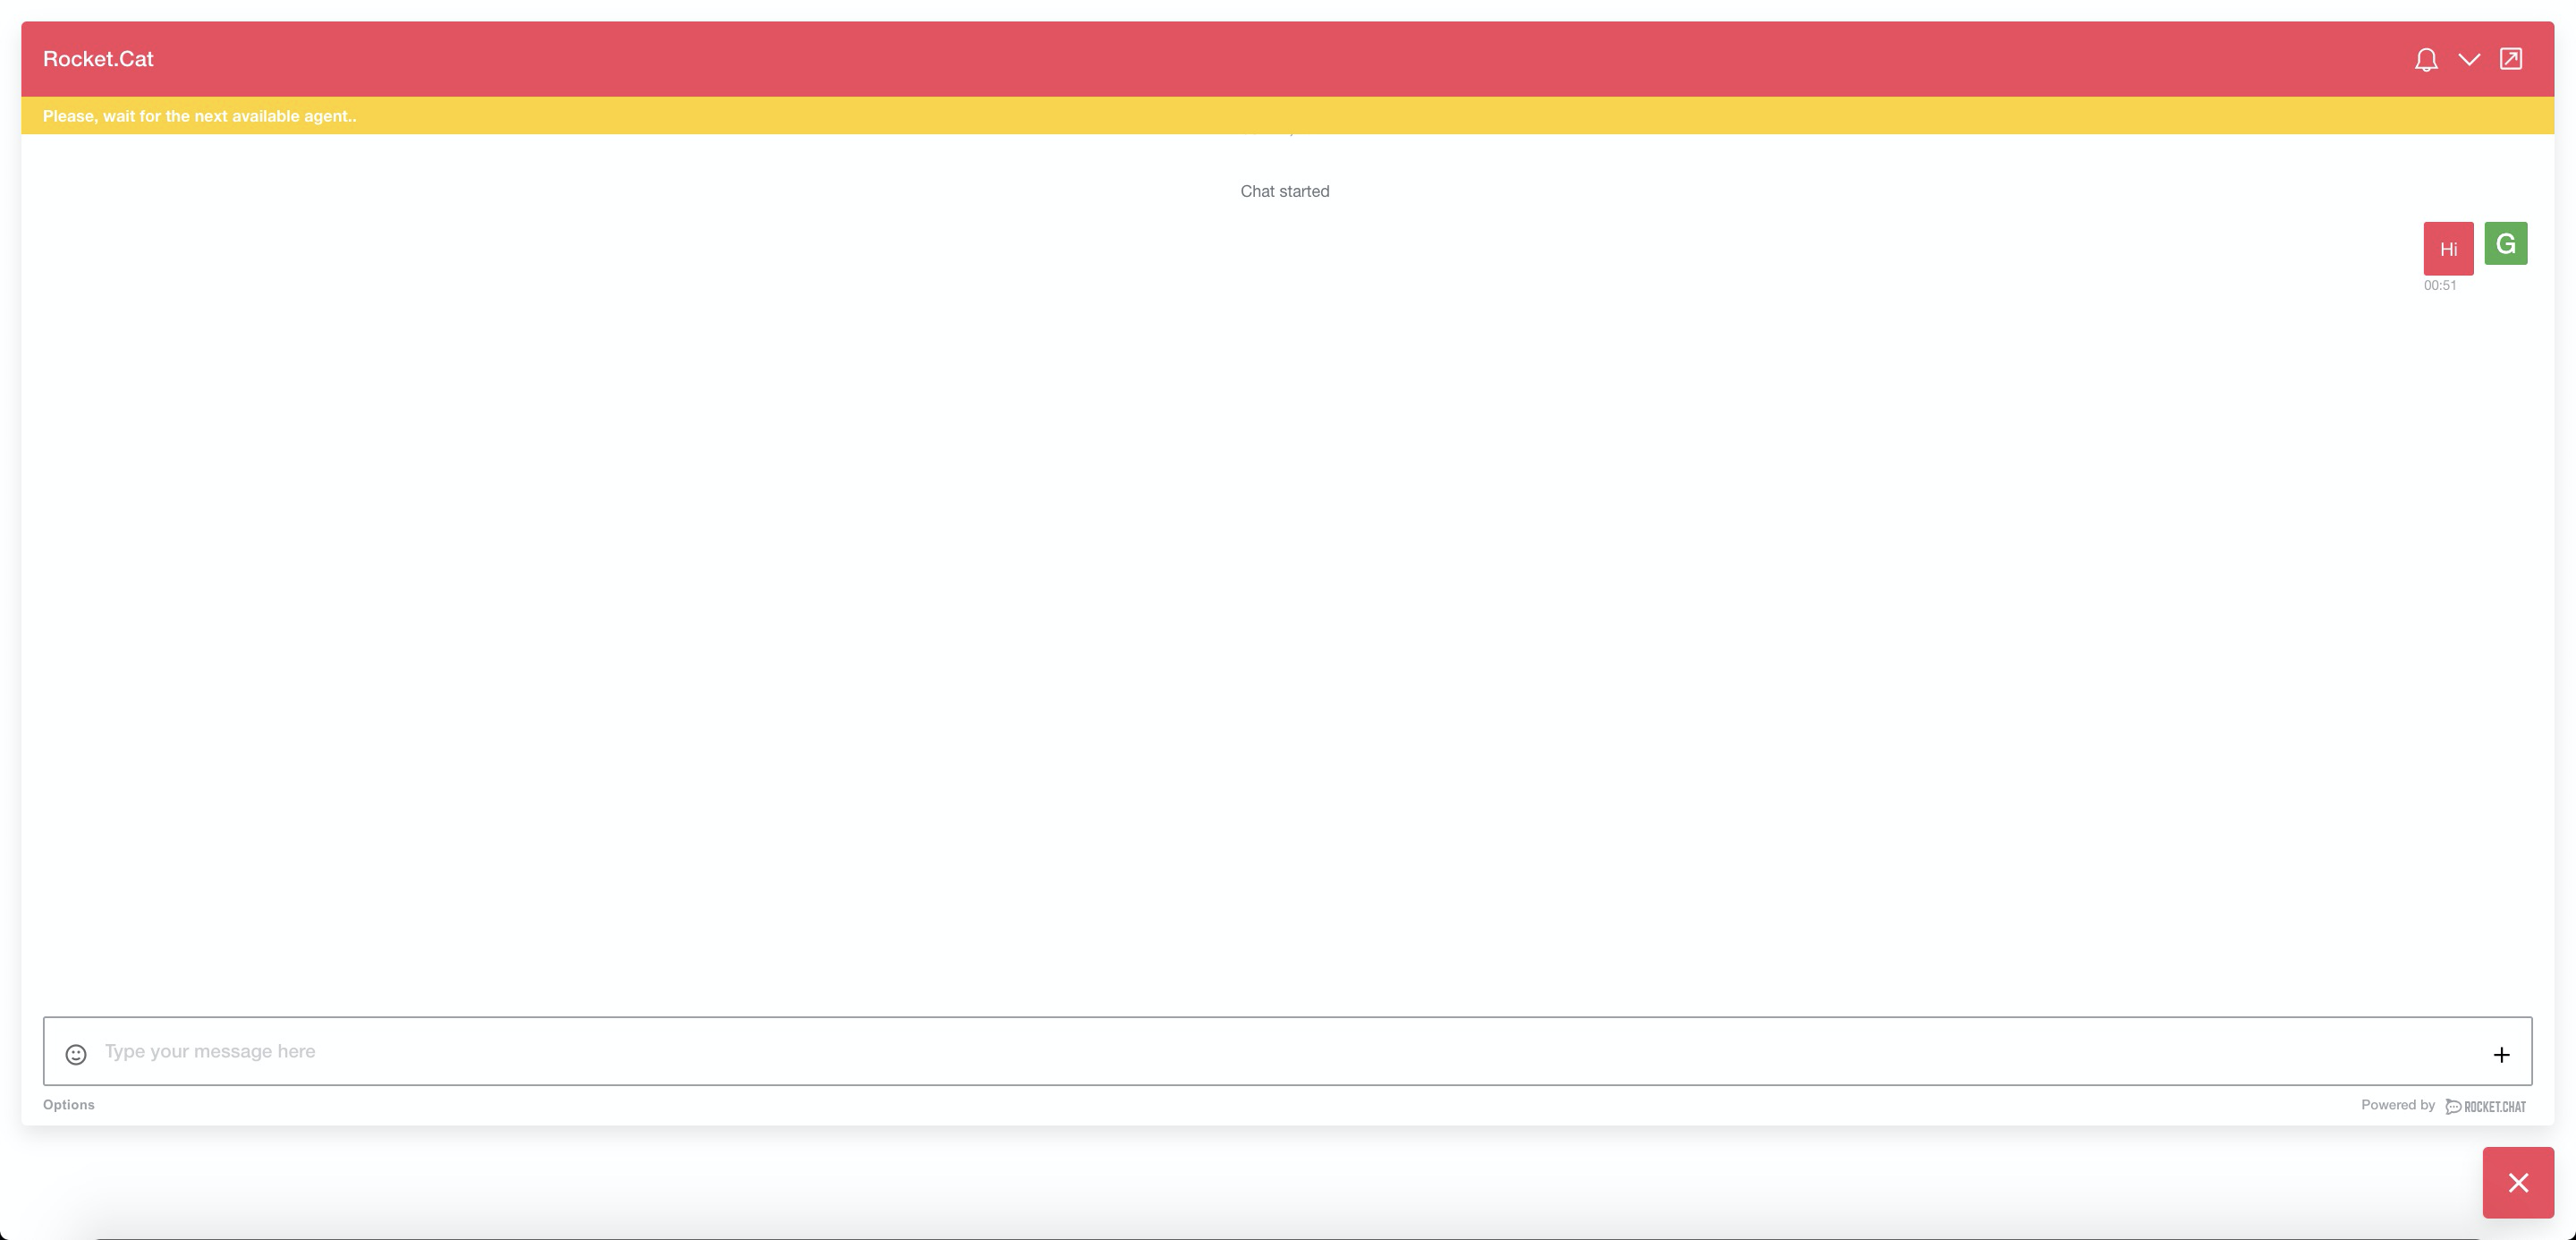 Rocket.Cat
Please, wait for the next available agent..
Chat started
Hi
G
00:51
Type your message here
Options
Powered by ROCKET.CHAT